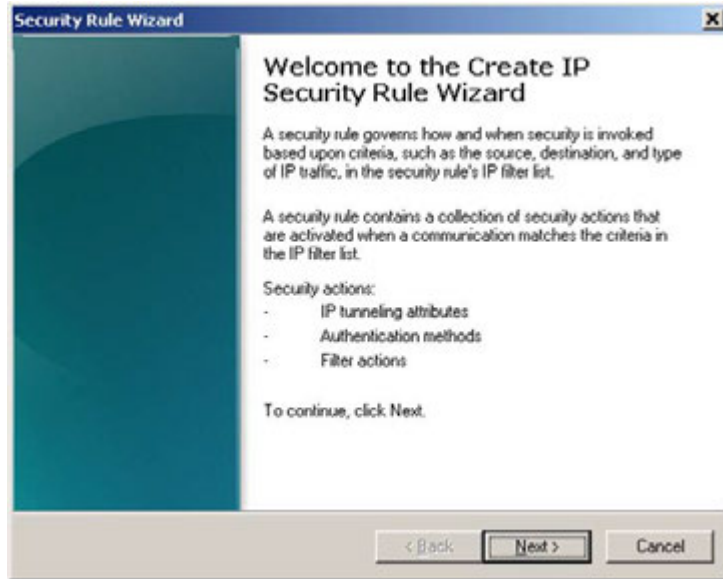 Security Rule Wizard
Welcome to the Create IP
Security Rule Wizard
A security rule governs how and when security is invoked
based upon criteria, such as the source, destination, and type
of IP traffic, in the security rule's IP filter list.
A security rule contains a collection of security actions that
are activated when a communication matches the criteria in
the IP filter list.
Security actions:
- IP tunneling attributes
- Authentication methods
- Filter actions
To continue, click Next.
< Back Next > Cancel